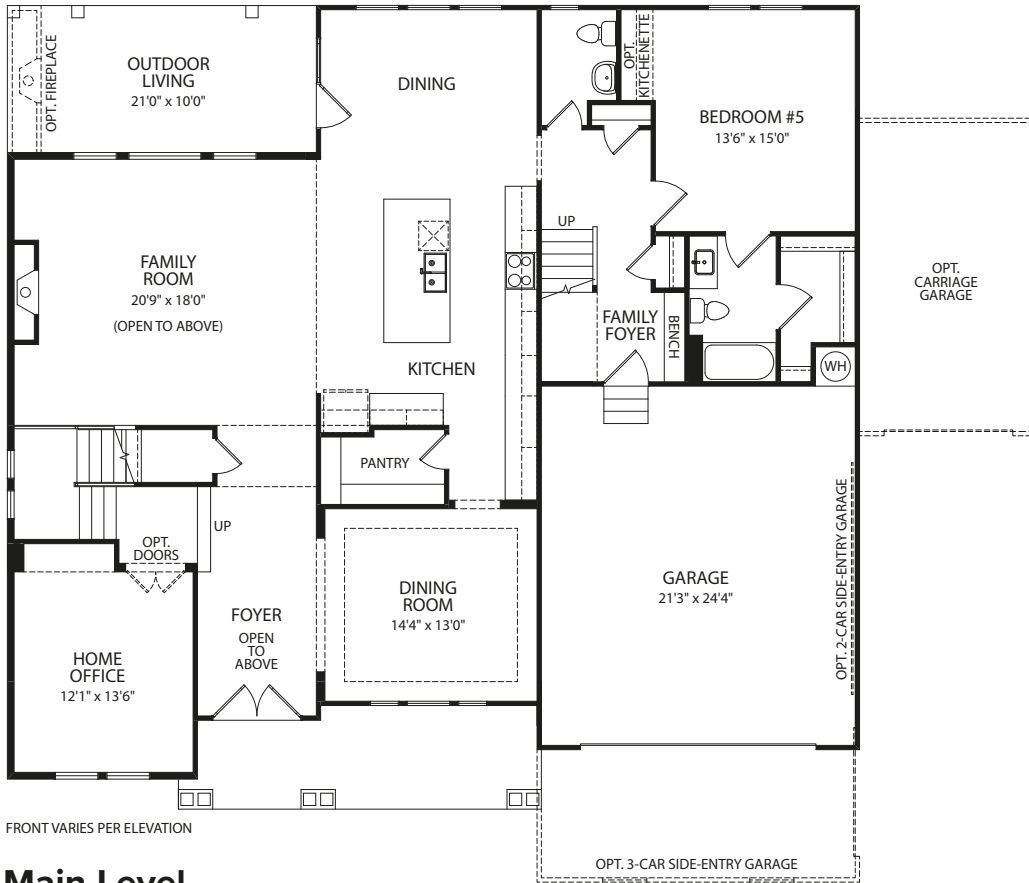 OPT. FIREPLACE
OUTDOOR
LIVING
21'0" x 10'0"
DINING
OPT.
KITCHENETTE
BEDROOM #5
13'6" x 15'0"
FAMILY
ROOM
20'9" x 18'0"
(OPEN TO ABOVE)
UP
FAMILY
FOYER
BENCH
OPT.
CARRIAGE
GARAGE
WH
KITCHEN
PANTRY
UP
OPT.
DOORS
DINING
ROOM
14'4" x 13'0"
GARAGE
21'3" x 24'4"
OPT. 2-CAR SIDE-ENTRY GARAGE
FOYER
OPEN
TO
ABOVE
HOME
OFFICE
12'1" x 13'6"
FRONT VARIES PER ELEVATION
OPT. 3-CAR SIDE-ENTRY GARAGE
Main Level